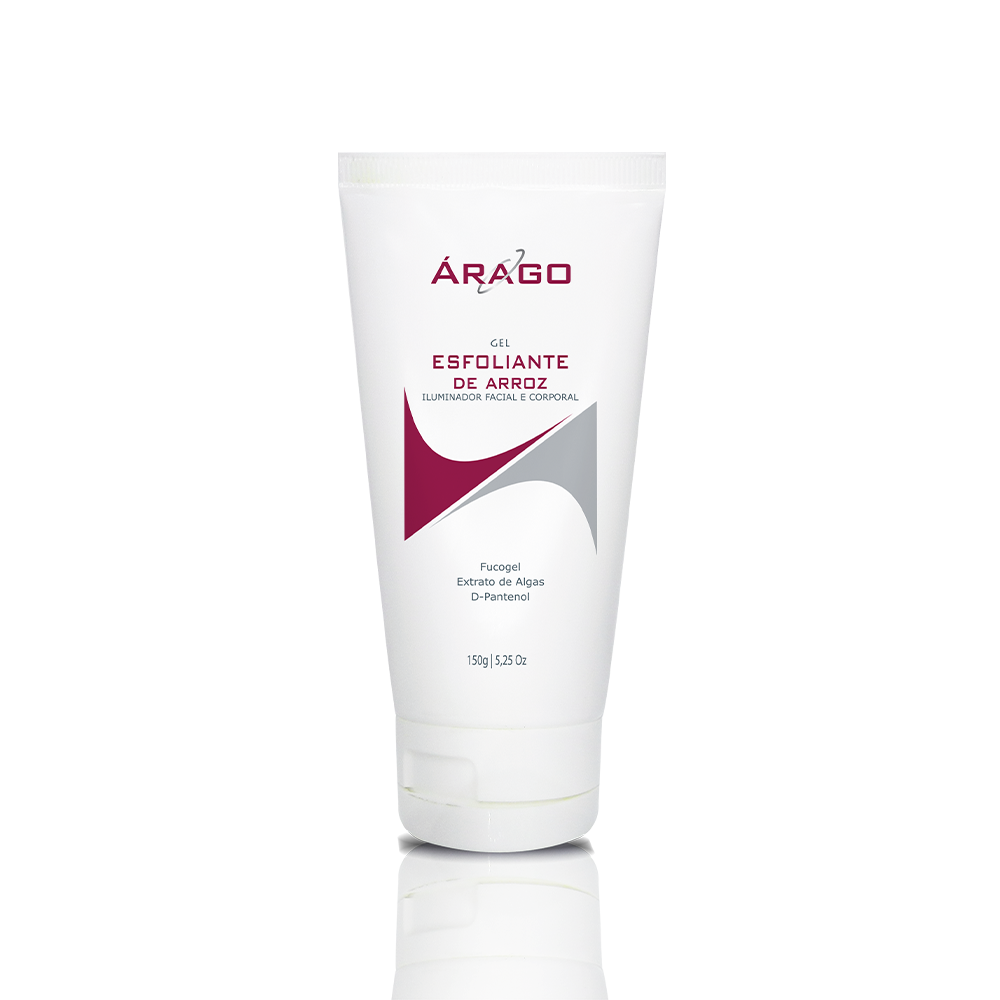 ÁRAGO
GEL
ESFOLIANTE
DE ARROZ
ILUMINADOR FACIAL E CORPORAL
Fucogel
Extrato de Algas
D-Pantenol
150g|5,25 Oz